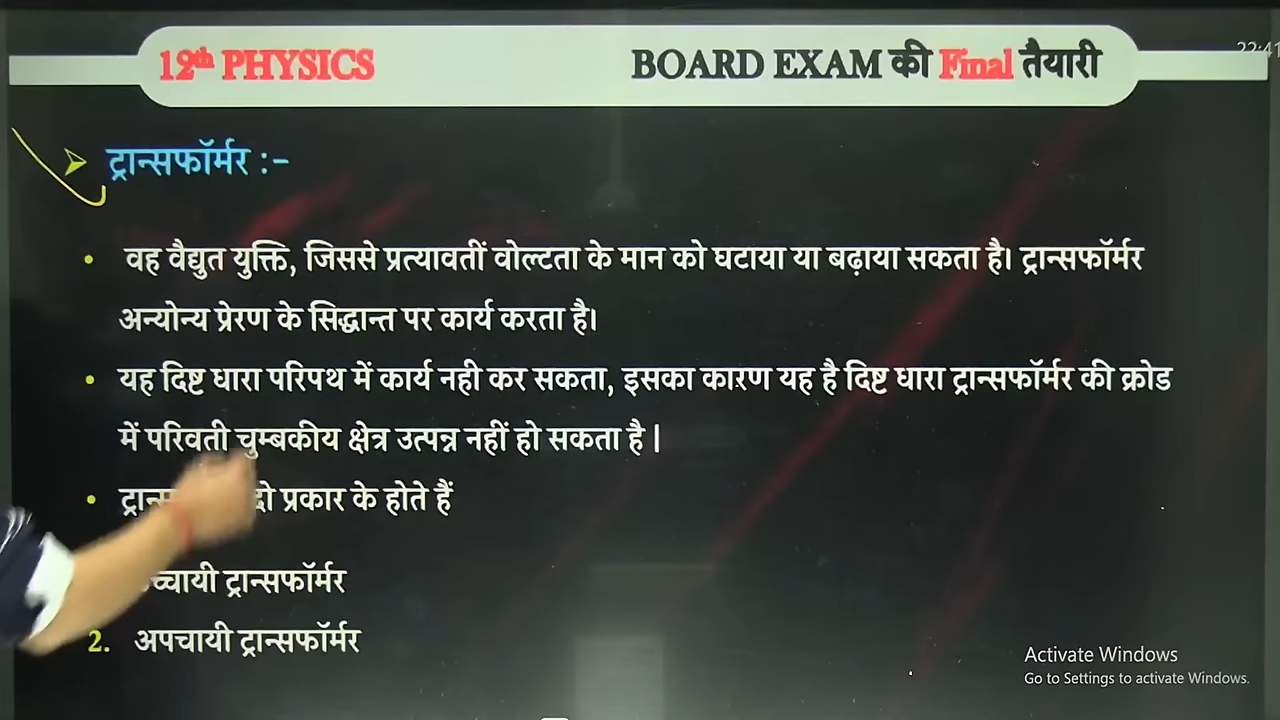 12th PHYSICS BOARD EXAM की Final तैयारी
22:41
➤ ट्रान्सफॉर्मर :-
• वह वैद्युत युक्ति, जिससे प्रत्यावर्ती वोल्टता के मान को घटाया या बढ़ाया सकता है। ट्रान्सफॉर्मर
अन्योन्य प्रेरण के सिद्धान्त पर कार्य करता है।
• यह दिष्ट धारा परिपथ में कार्य नही कर सकता, इसका कारण यह है दिष्ट धारा ट्रान्सफॉर्मर की क्रोड
में परिवर्ती चुम्बकीय क्षेत्र उत्पन्न नहीं हो सकता है |
• दो प्रकार के होते हैं
ट्रान्सफॉर्मर
2. अपचायी ट्रान्सफॉर्मर
Activate Windows
Go to Settings to activate Windows.